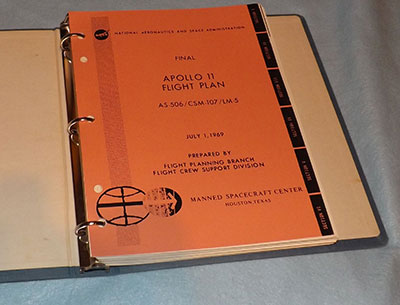 NATIONAL AERONAUTICS AND SPACE ADMINISTRATION
FINAL
APOLLO 11
FLIGHT PLAN
AS-506/CSM-107/LM-5
JULY 1, 1969
PREPARED BY
FLIGHT PLANNING BRANCH
FLIGHT CREW SUPPORT DIVISION
MANNED SPACECRAFT CENTER
HOUSTON, TEXAS